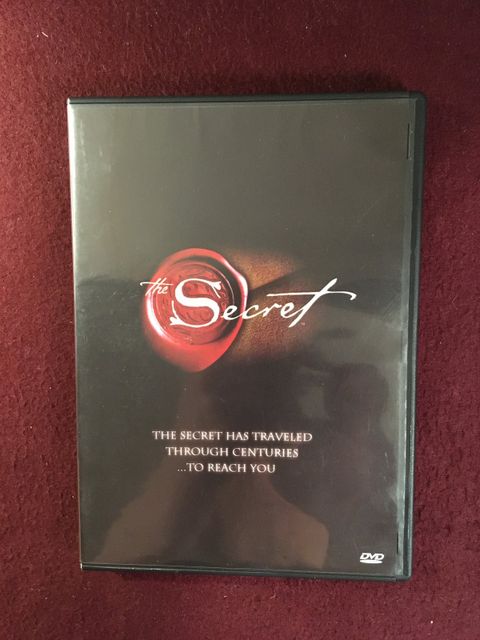 the Secret
THE SECRET HAS TRAVELED
THROUGH CENTURIES
...TO REACH YOU
DVD